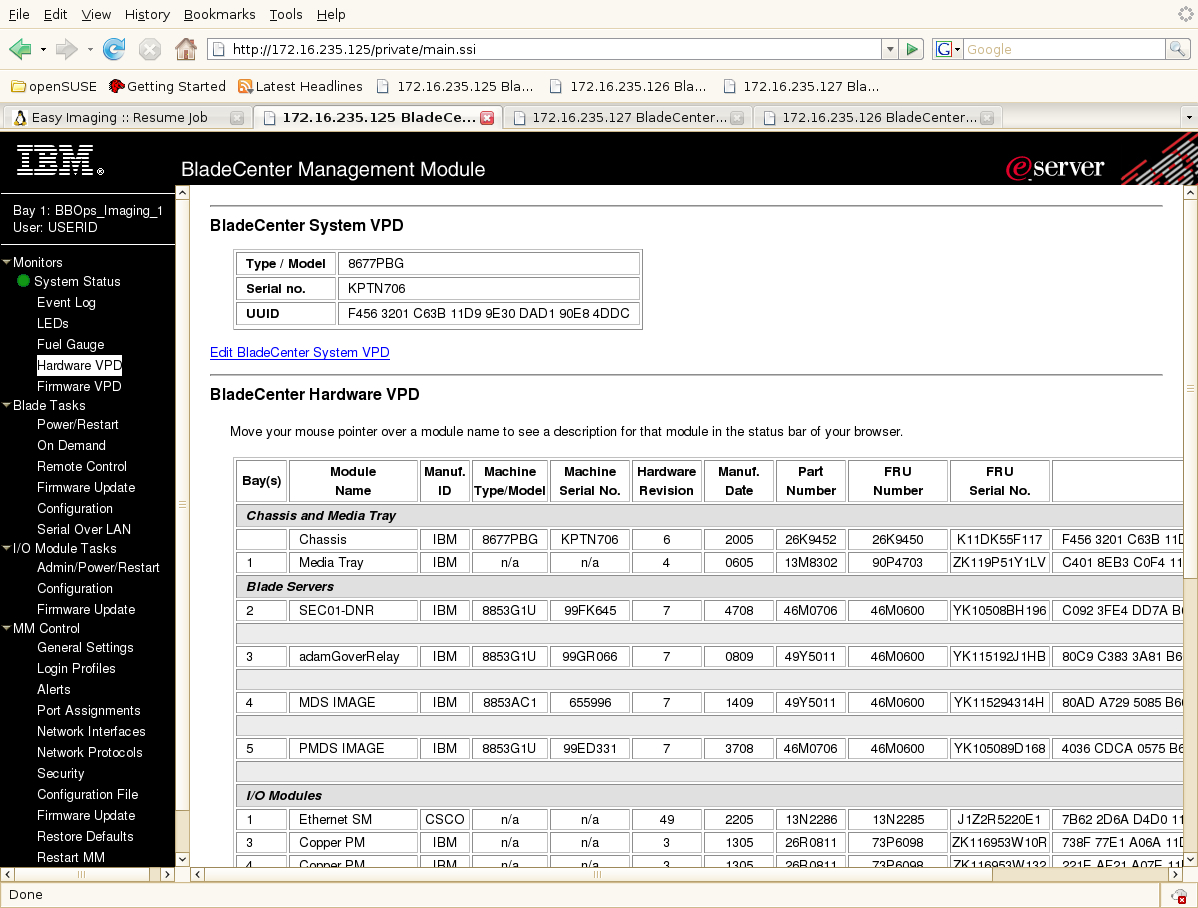 File Edit View History Bookmarks Tools Help
http://172.16.235.125/private/main.ssi G Google
openSUSE Getting Started Latest Headlines 172.16.235.125 Bla... 172.16.235.126 Bla... 172.16.235.127 Bla...
Easy Imaging :: Resume Job 172.16.235.125 BladeCe... 172.16.235.127 BladeCenter... 172.16.235.126 BladeCenter...
IBM® BladeCenter Management Module e server
Bay 1: BBOps_Imaging_1
User: USERID
Monitors
System Status
Event Log
LEDs
Fuel Gauge
Hardware VPD
Firmware VPD
Blade Tasks
Power/Restart
On Demand
Remote Control
Firmware Update
Configuration
Serial Over LAN
I/O Module Tasks
Admin/Power/Restart
Configuration
Firmware Update
MM Control
General Settings
Login Profiles
Alerts
Port Assignments
Network Interfaces
Network Protocols
Security
Configuration File
Firmware Update
Restore Defaults
Restart MM
BladeCenter System VPD
Type / Model 8677PBG
Serial no. KPTN706
UUID F456 3201 C63B 11D9 9E30 DAD1 90E8 4DDC
Edit BladeCenter System VPD
BladeCenter Hardware VPD
Move your mouse pointer over a module name to see a description for that module in the status bar of your browser.
Bay(s) Module Name Manuf. ID Machine Type/Model Machine Serial No. Hardware Revision Manuf. Date Part Number FRU Number FRU Serial No.
Chassis and Media Tray
Chassis IBM 8677PBG KPTN706 6 2005 26K9452 26K9450 K11DK55F117 F456 3201 C63B 11D
1 Media Tray IBM n/a n/a 4 0605 13M8302 90P4703 ZK119P51Y1LV C401 8EB3 C0F4 11
Blade Servers
2 SEC01-DNR IBM 8853G1U 99FK645 7 4708 46M0706 46M0600 YK10508BH196 C092 3FE4 DD7A
3 adamGoverRelay IBM 8853G1U 99GR066 7 0809 49Y5011 46M0600 YK115192J1HB 80C9 C383 3A81
4 MDS IMAGE IBM 8853AC1 655996 7 1409 49Y5011 46M0600 YK115294314H 80AD A729 5085
5 PMDS IMAGE IBM 8853G1U 99ED331 7 3708 46M0706 46M0600 YK105089D168 4036 CDCA 0575
I/O Modules
1 Ethernet SM CSCO n/a n/a 49 2205 13N2286 13N2285 J1Z2R5220E1 7B62 2D6A D4D0 11
3 Copper PM IBM n/a n/a 3 1305 26R0811 73P6098 ZK116953W10R 738F 77E1 A06A
4 Copper PM IBM n/a n/a 3 1305 26R0811 73P6098 ZK116953W132 221F AF21 A07F
Done